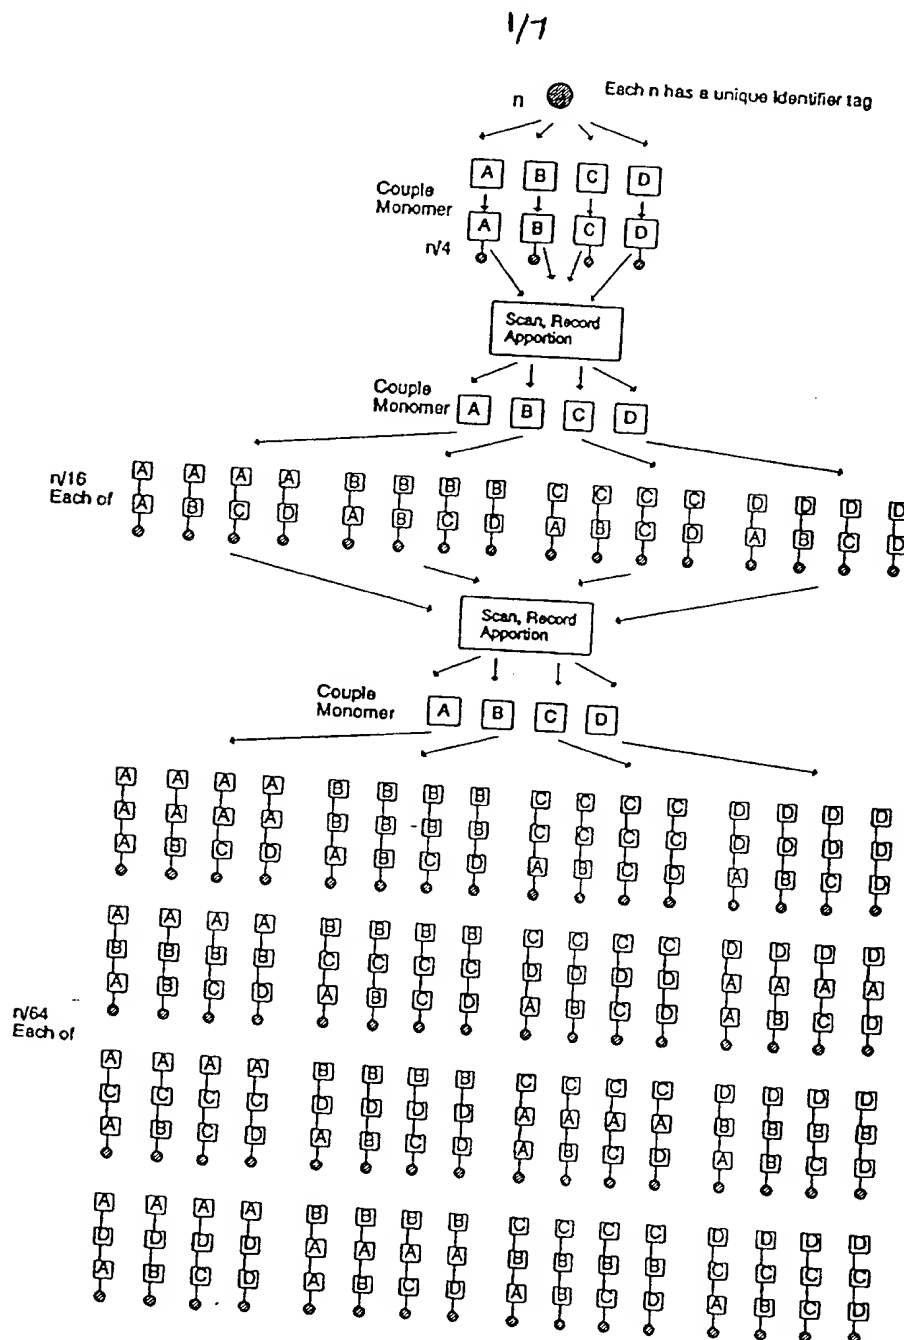 1/7
n Each n has a unique identifier tag
A B C D
Couple
Monomer
A B C D
n/4
Scan, Record
Apportion
Couple
Monomer
A B C D
n/16
Each of
A A A A B B B B C C C C D D D D
A B C D A B C D A B C D A B C D
Scan, Record
Apportion
Couple
Monomer
A B C D
A A A A B B B B C C C C D D D D
A A A A B B B B C C C C D D D D
A B C D A B C D A B C D A B C D
A A A A B B B B C C C C D D D D
B B B B C C C C D D D D A A A A
A B C D A B C D A B C D A B C D
n/64
Each of
A A A A B B B B C C C C D D D D
C C C C D D D D A A A A B B B B
A B C D A B C D A B C D A B C D
A A A A B B B B C C C C D D D D
D D D D A A A A B B B B C C C C
A B C D A B C D A B C D A B C D